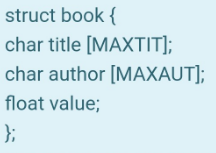 struct book {
char title [MAXTIT];
char author [MAXAUT];
float value;
};